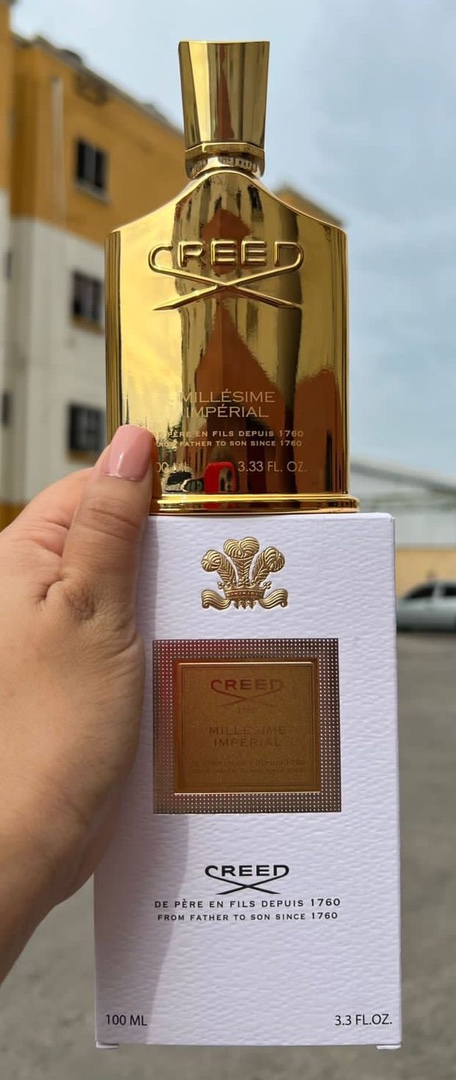 CREED
MILLÉSIME
IMPÉRIAL
PÈRE EN FILS DEPUIS 1760
FATHER TO SON SINCE 1760
3.33 FL. OZ.
CREED
MILLÉSIME
IMPÉRIAL
CREED
DE PÈRE EN FILS DEPUIS 1760
FROM FATHER TO SON SINCE 1760
100 ML
3.3 FL.OZ.